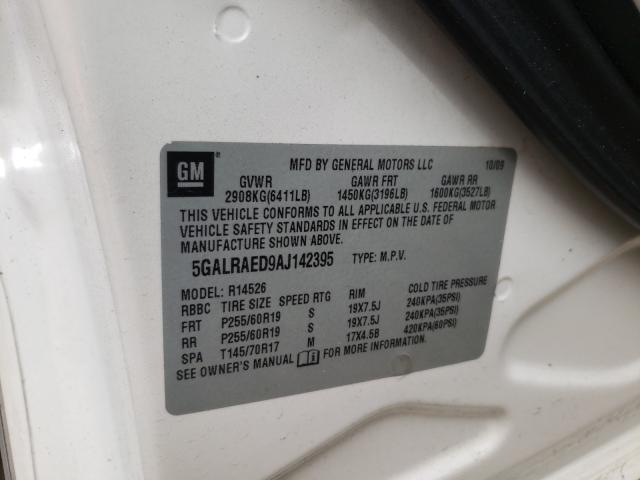 GM
MFD BY GENERAL MOTORS LLC 10/09
GVWR GAWR FRT GAWR RR
2908KG(6411LB) 1450KG(3196LB) 1600KG(3527LB)
THIS VEHICLE CONFORMS TO ALL APPLICABLE U.S. FEDERAL MOTOR
VEHICLE SAFETY STANDARDS IN EFFECT ON THE DATE OF
MANUFACTURE SHOWN ABOVE.
5GALRAED9AJ142395 TYPE: M.P.V.
MODEL: R14526
RBBC TIRE SIZE SPEED RTG RIM COLD TIRE PRESSURE
FRT P255/60R19 S 19X7.5J 240KPA(35PSI)
RR P255/60R19 S 19X7.5J 240KPA(35PSI)
SPA T145/70R17 M 17X4.5B 420KPA(60PSI)
SEE OWNER'S MANUAL FOR MORE INFORMATION.